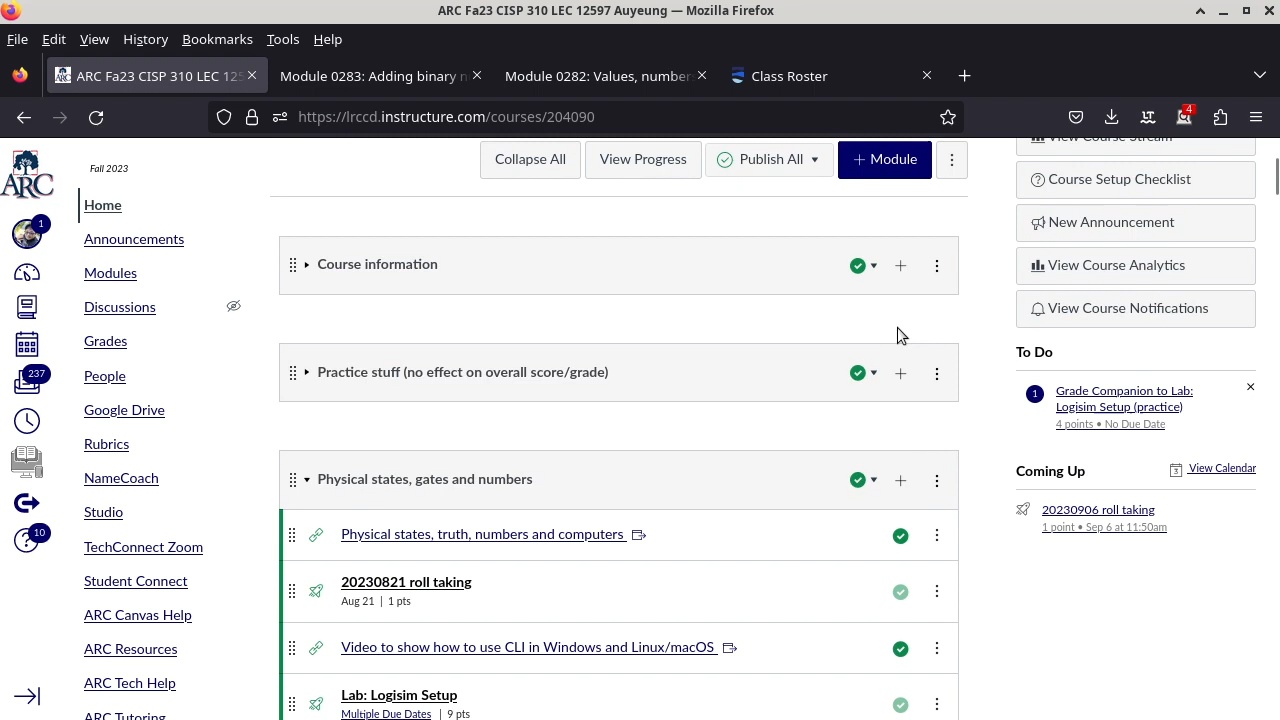 ARC Fa23 CISP 310 LEC 12597 Auyeung — Mozilla Firefox
File Edit View History Bookmarks Tools Help
ARC Fa23 CISP 310 LEC 125
Module 0283: Adding binary n
Module 0282: Values, number
Class Roster
https://lrccd.instructure.com/courses/204090
4
ARC
Fall 2023
Collapse All
View Progress
Publish All
+ Module
View Course Stream
Course Setup Checklist
New Announcement
View Course Analytics
View Course Notifications
1
237
10
Home
Announcements
Modules
Discussions
Grades
People
Google Drive
Rubrics
NameCoach
Studio
TechConnect Zoom
Student Connect
ARC Canvas Help
ARC Resources
ARC Tech Help
ARC Tutoring
Course information
Practice stuff (no effect on overall score/grade)
Physical states, gates and numbers
Physical states, truth, numbers and computers
20230821 roll taking
Aug 21 | 1 pts
Video to show how to use CLI in Windows and Linux/macOS
Lab: Logisim Setup
Multiple Due Dates | 9 pts
To Do
1
Grade Companion to Lab:
Logisim Setup (practice)
4 points • No Due Date
Coming Up
3
View Calendar
20230906 roll taking
1 point • Sep 6 at 11:50am